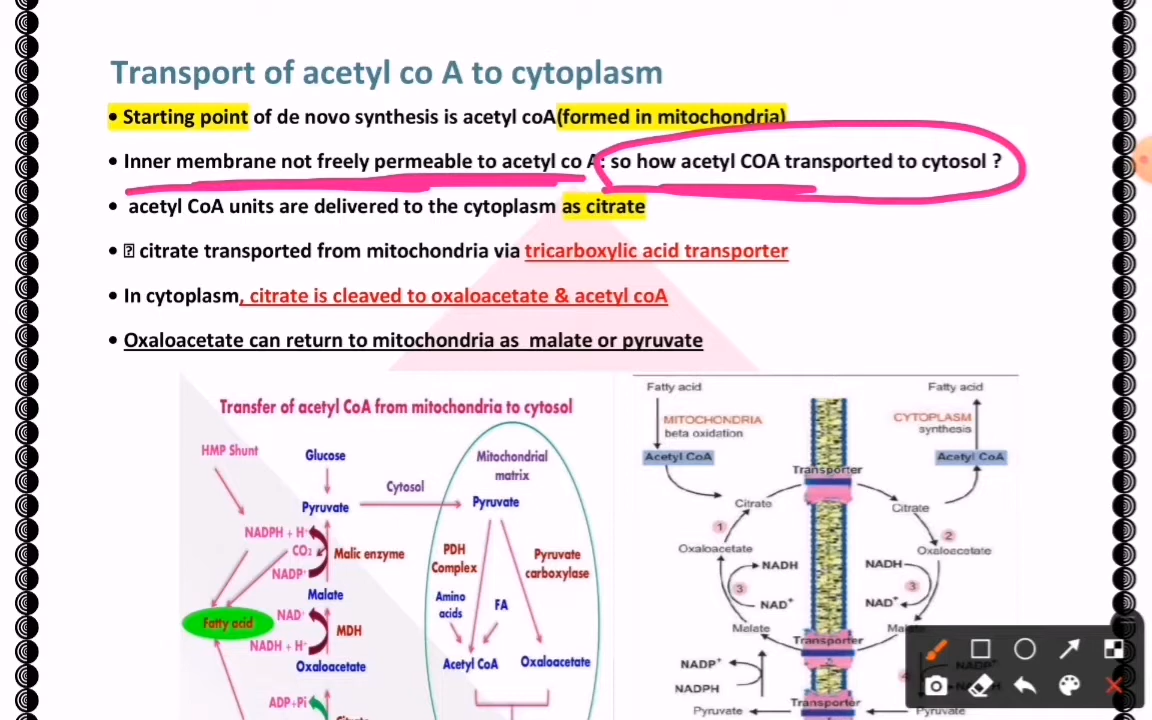 Transport of acetyl co A to cytoplasm
• Starting point of de novo synthesis is acetyl coA(formed in mitochondria)
• Inner membrane not freely permeable to acetyl co A: so how acetyl COA transported to cytosol ?
• acetyl CoA units are delivered to the cytoplasm as citrate
• citrate transported from mitochondria via tricarboxylic acid transporter
• In cytoplasm, citrate is cleaved to oxaloacetate & acetyl coA
• Oxaloacetate can return to mitochondria as malate or pyruvate
Transfer of acetyl CoA from mitochondria to cytosol
HMP Shunt
Glucose
Mitochondrial
matrix
Cytosol
Pyruvate
Pyruvate
NADPH + H+
CO2
Malic enzyme
NADP+
PDH
Complex
Pyruvate
carboxylase
Malate
Amino
acids
FA
Fatty acid
NAD+
MDH
NADH + H+
Oxaloacetate
Acetyl CoA
Oxaloacetate
ADP+Pi
Fatty acid
Fatty acid
MITOCHONDRIA
beta oxidation
CYTOPLASM
synthesis
Acetyl CoA
Acetyl CoA
Transporter
Citrate
Citrate
1
2
Oxaloacetate
Oxaloacetate
NADH
NADH
3
3
NAD+
NAD+
Malate
Transporter
NADP+
NADP+
NADPH
Transporter
Pyruvate
Pyruvate